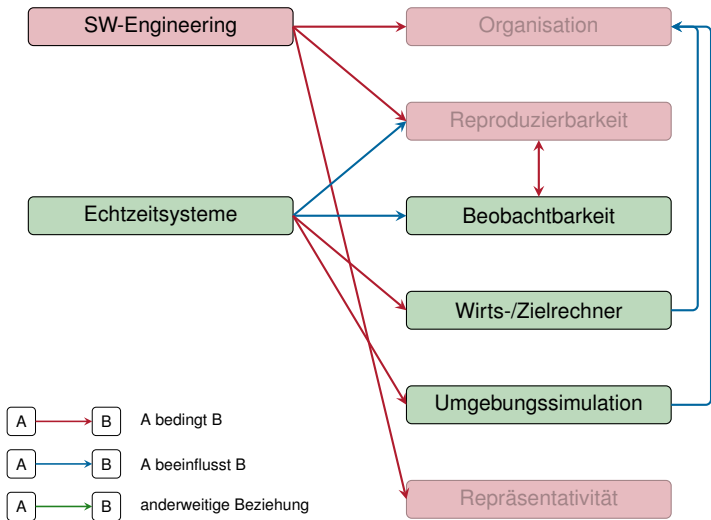 SW-Engineering
Organisation
Reproduzierbarkeit
Echtzeitsysteme
Beobachtbarkeit
Wirts-/Zielrechner
Umgebungssimulation
A B A bedingt B
A B A beeinflusst B
A B anderweitige Beziehung
Repräsentativität